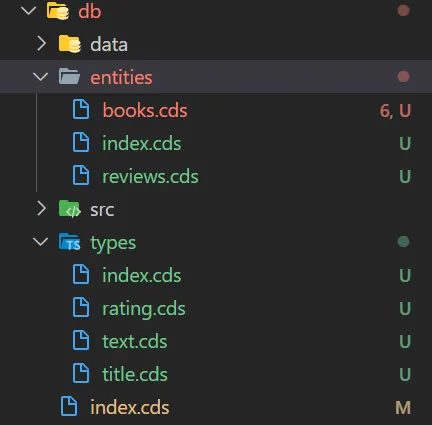 db
data
entities
books.cds 6, U
index.cds U
reviews.cds U
src
TS types
index.cds U
rating.cds U
text.cds U
title.cds U
index.cds M